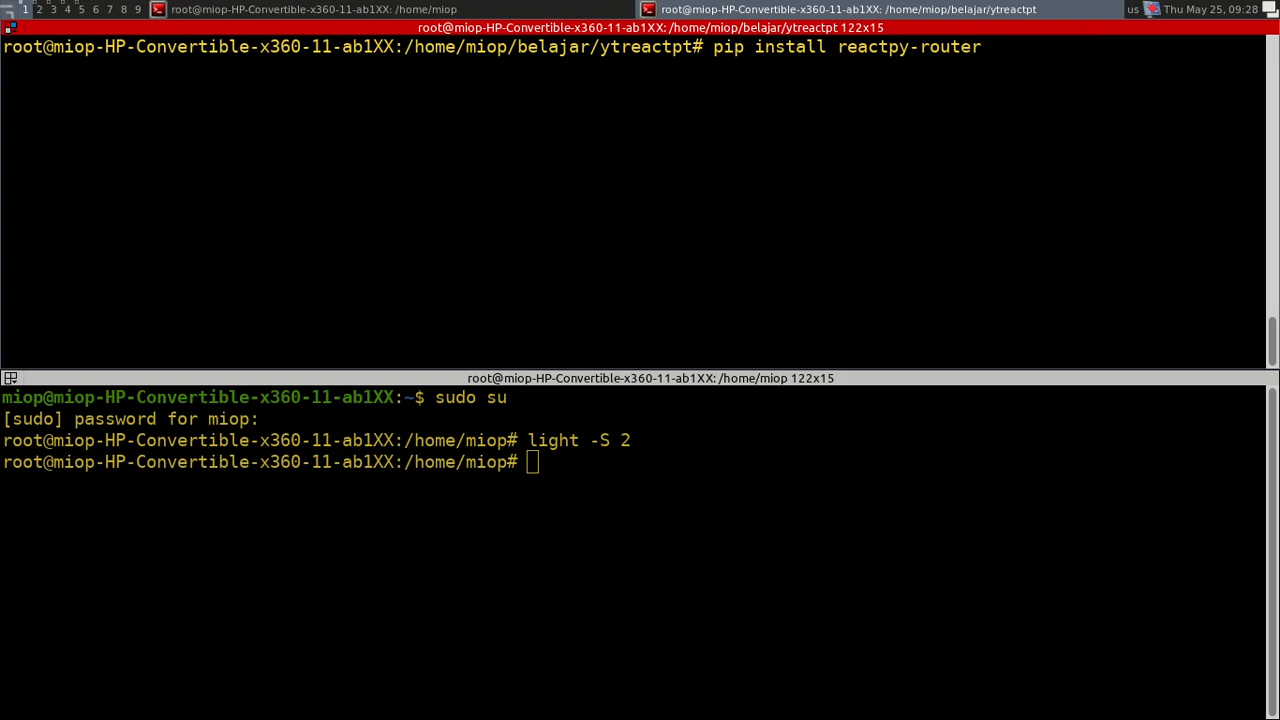 1 2 3 4 5 6 7 8 9 root@miop-HP-Convertible-x360-11-ab1XX: /home/miop root@miop-HP-Convertible-x360-11-ab1XX: /home/miop/belajar/ytreactpt us Thu May 25, 09:28
root@miop-HP-Convertible-x360-11-ab1XX: /home/miop/belajar/ytreactpt 122x15
root@miop-HP-Convertible-x360-11-ab1XX:/home/miop/belajar/ytreactpt# pip install reactpy-router
root@miop-HP-Convertible-x360-11-ab1XX: /home/miop 122x15
miop@miop-HP-Convertible-x360-11-ab1XX:~$ sudo su
[sudo] password for miop:
root@miop-HP-Convertible-x360-11-ab1XX:/home/miop# light -S 2
root@miop-HP-Convertible-x360-11-ab1XX:/home/miop#